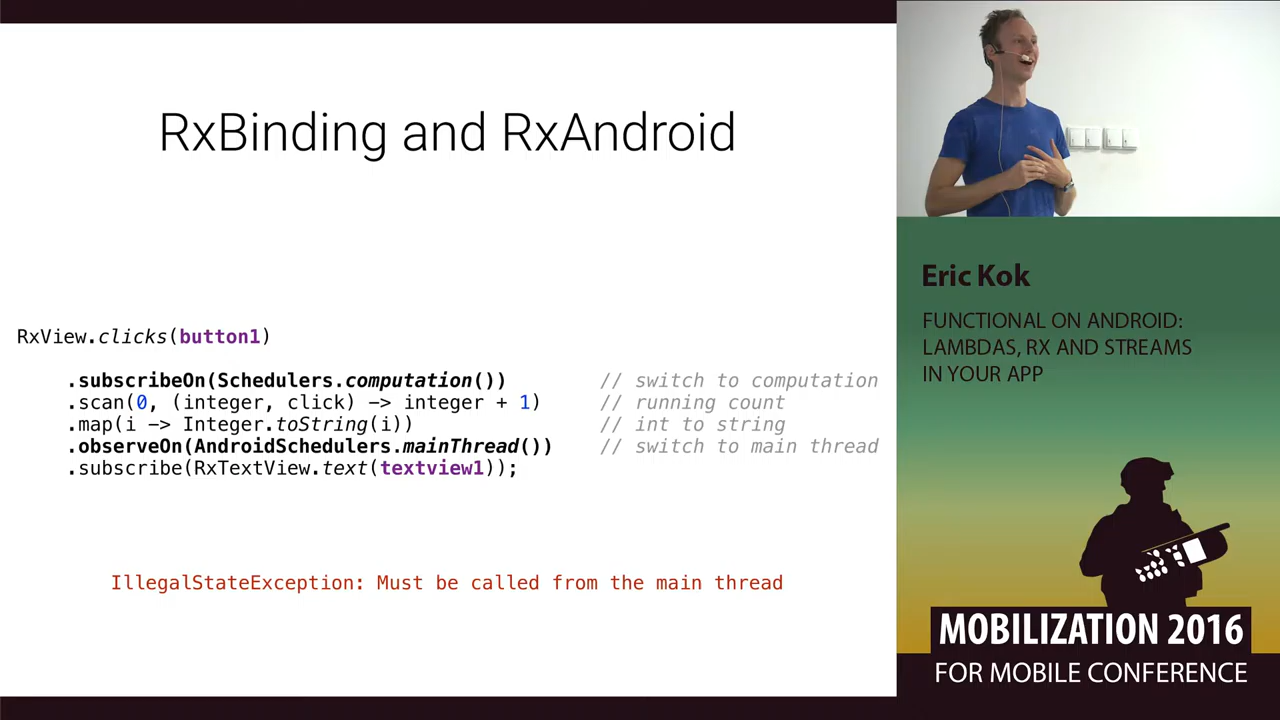 RxBinding and RxAndroid
RxView.clicks(button1)
.subscribeOn(Schedulers.computation()) // switch to computation
.scan(0, (integer, click) -> integer + 1) // running count
.map(i -> Integer.toString(i)) // int to string
.observeOn(AndroidSchedulers.mainThread()) // switch to main thread
.subscribe(RxTextView.text(textview1));
IllegalStateException: Must be called from the main thread
Eric Kok
FUNCTIONAL ON ANDROID:
LAMBDAS, RX AND STREAMS
IN YOUR APP
MOBILIZATION 2016
FOR MOBILE CONFERENCE